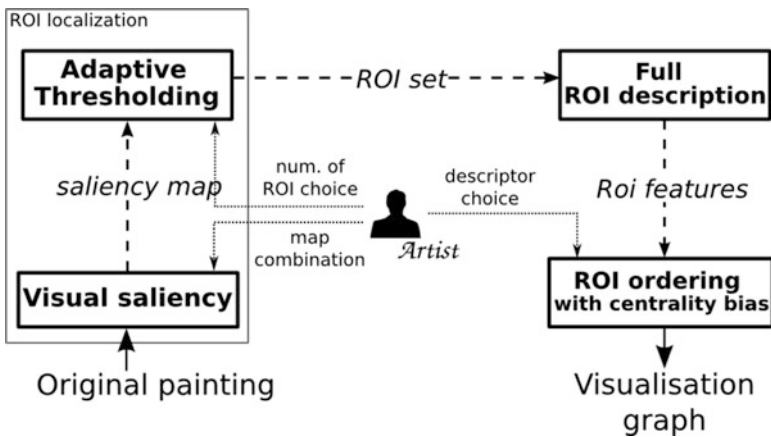 ROI localization
Adaptive
Thresholding
ROI set
Full
ROI description
saliency map
num. of
ROI choice
descriptor
choice
Roi features
map
combination
Artist
Visual saliency
ROI ordering
with centrality bias
Original painting
Visualisation
graph